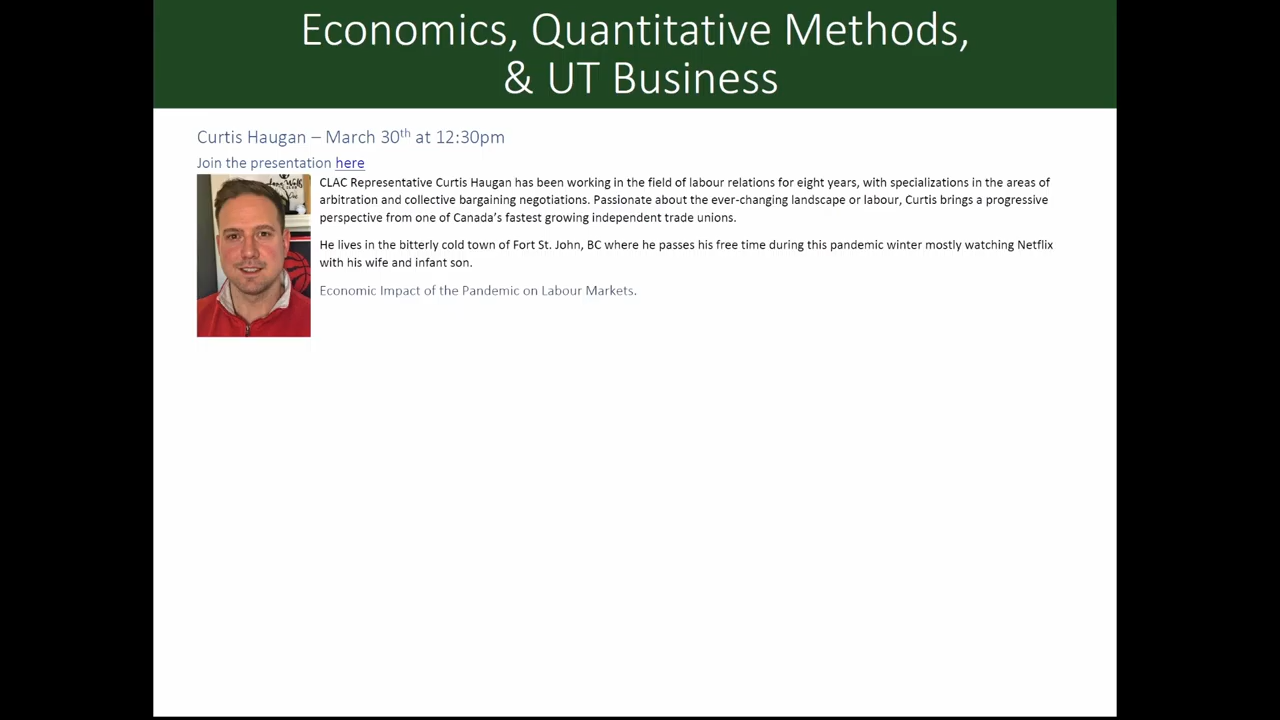 Economics, Quantitative Methods,
& UT Business
Curtis Haugan – March 30th at 12:30pm
Join the presentation here
CLAC Representative Curtis Haugan has been working in the field of labour relations for eight years, with specializations in the areas of
arbitration and collective bargaining negotiations. Passionate about the ever-changing landscape or labour, Curtis brings a progressive
perspective from one of Canada's fastest growing independent trade unions.
He lives in the bitterly cold town of Fort St. John, BC where he passes his free time during this pandemic winter mostly watching Netflix
with his wife and infant son.
Economic Impact of the Pandemic on Labour Markets.